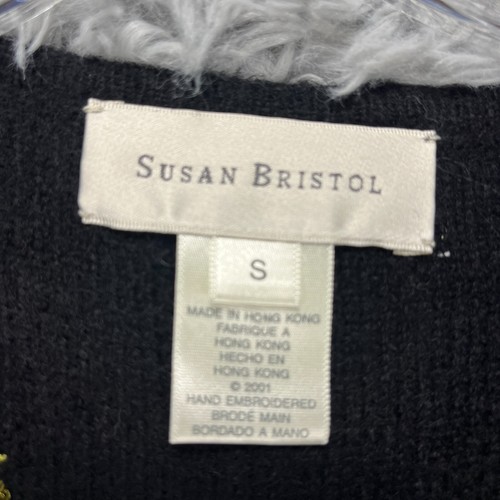 SUSAN BRISTOL
S
MADE IN HONG KONG
FABRIQUE A
HONG KONG
HECHO EN
HONG KONG
© 2001
HAND EMBROIDERED
BRODÉ MAIN
BORDADO A MANO